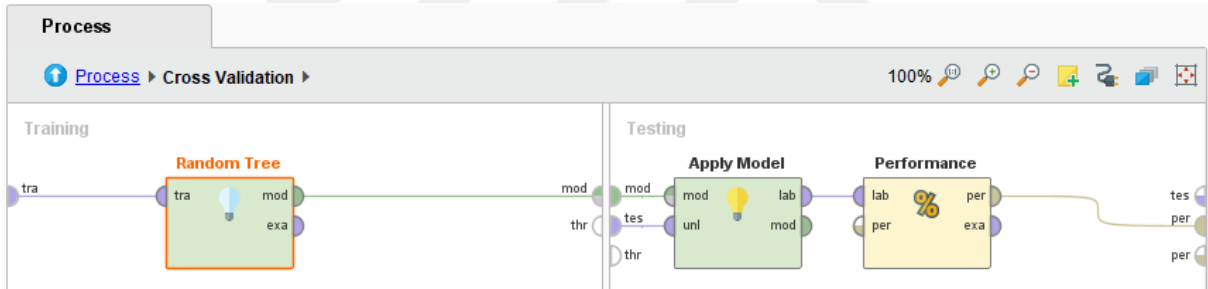 Process
Process Cross Validation
100%
Training
Random Tree
tra
tra
mod
exa
mod
thr
Testing
Apply Model
Performance
mod
tes
thr
mod
unl
lab
mod
lab
per
%
per
exa
tes
per
per